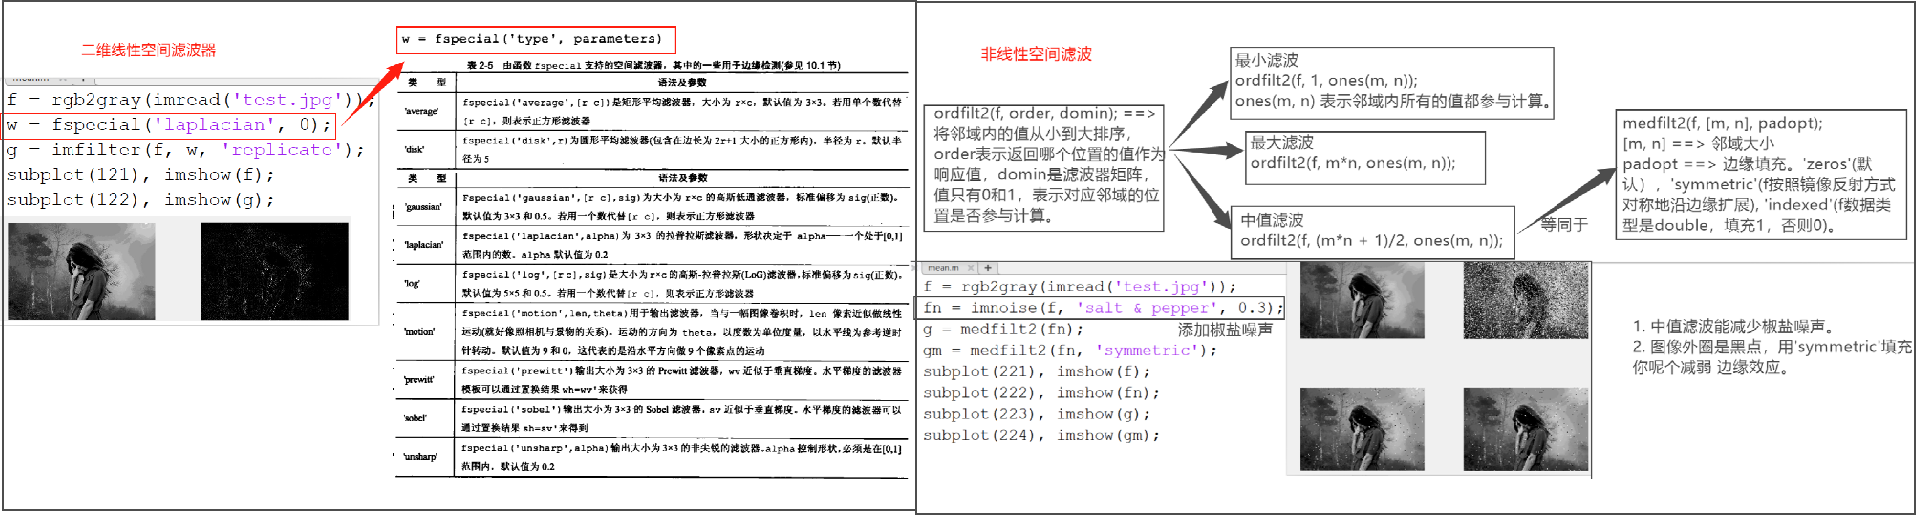 二维线性空间滤波器
w = fspecial('type', parameters)
f = rgb2gray(imread('test.jpg'));
w = fspecial('laplacian', 0);
g = imfilter(f, w, 'replicate');
subplot(121), imshow(f);
subplot(122), imshow(g);
表 2-5 由函数 fspecial 支持的空间滤波器，其中的一些用于边缘检测(参见 10.1 节)
类 型 语法及参数
'average' fspecial('average',[r c])是矩形平均滤波器，大小为 r×c，默认值为 3×3。若用单个数代替
[r c]，则表示正方形滤波器
'disk' fspecial('disk',r)为圆形平均滤波器(包含在边长为 2r+1 大小的正方形内)，半径为 r。默认半
径为 5
类 型 语法及参数
'gaussian' Fspecial('gaussian',[r c],sig)为大小为 r×c 的高斯低通滤波器，标准偏移为 sig(正数)。
默认值为 3×3 和 0.5。若用一个数代替[r c]，则表示正方形滤波器
'laplacian' fspecial('laplacian',alpha)为 3×3 的拉普拉斯滤波器，形状决定于 alpha——一个处于[0,1]
范围内的数。alpha 默认值为 0.2
'log' fspecial('log',[r c],sig)是大小为 r×c 的高斯-拉普拉斯(LoG)滤波器,标准偏移为 sig(正数)。
默认值为 5×5 和 0.5。若用一个数代替[r c]，则表示正方形滤波器
'motion' fspecial('motion',len,theta)用于输出滤波器，当与一幅图像卷积时，len 像素近似做线性
运动(就好像照相机与景物的关系)。运动的方向为 theta，以度数为单位度量，以水平线为参考逆时
针转动。默认值为 9 和 0，这代表的是沿水平方向做 9 个像素点的运动
'prewitt' fspecial('prewitt')输出大小为 3×3 的 Prewitt 滤波器，wv 近似于垂直梯度。水平梯度的滤波器
模板可以通过置换结果 wh=wv'来获得
'sobel' fspecial('sobel')输出大小为 3×3 的 Sobel 滤波器，sv 近似于垂直梯度。水平梯度的滤波器可以
通过置换结果 sh=sv'来得到
'unsharp' fspecial('unsharp',alpha)输出大小为 3×3 的非尖锐的滤波器.alpha 控制形状,必须是在[0,1]
范围内，默认值为 0.2
非线性空间滤波
ordfilt2(f, order, domin); ==>
将邻域内的值从小到大排序，
order表示返回哪个位置的值作为
响应值，domin是滤波器矩阵，
值只有0和1，表示对应邻域的位
置是否参与计算。
最小滤波
ordfilt2(f, 1, ones(m, n));
ones(m, n) 表示邻域内所有的值都参与计算。
最大滤波
ordfilt2(f, m*n, ones(m, n));
中值滤波
ordfilt2(f, (m*n + 1)/2, ones(m, n));
等同于
medfilt2(f, [m, n], padopt);
[m, n] ==> 邻域大小
padopt ==> 边缘填充。'zeros'(默
认），'symmetric'(f按照镜像反射方式
对称地沿边缘扩展), 'indexed'(f数据类
型是double，填充1，否则0)。
mean.m
f = rgb2gray(imread('test.jpg'));
fn = imnoise(f, 'salt & pepper', 0.3);
g = medfilt2(fn);
添加椒盐噪声
gm = medfilt2(fn, 'symmetric');
subplot(221), imshow(f);
subplot(222), imshow(fn);
subplot(223), imshow(g);
subplot(224), imshow(gm);
1. 中值滤波能减少椒盐噪声。
2. 图像外圈是黑点，用'symmetric'填充
你呢个减弱 边缘效应。